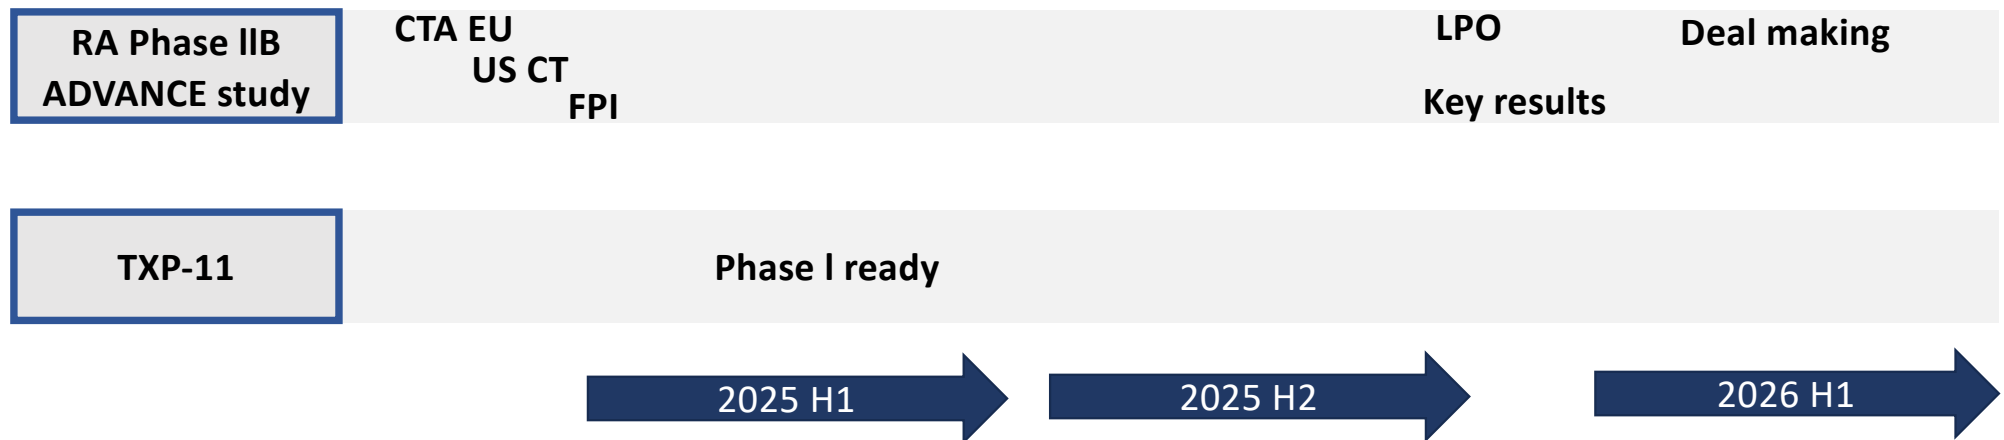 RA Phase llB
ADVANCE study
CTA EU
US CT
FPI
LPO
Key results
Deal making
TXP-11
Phase l ready
2025 H1
2025 H2
2026 H1